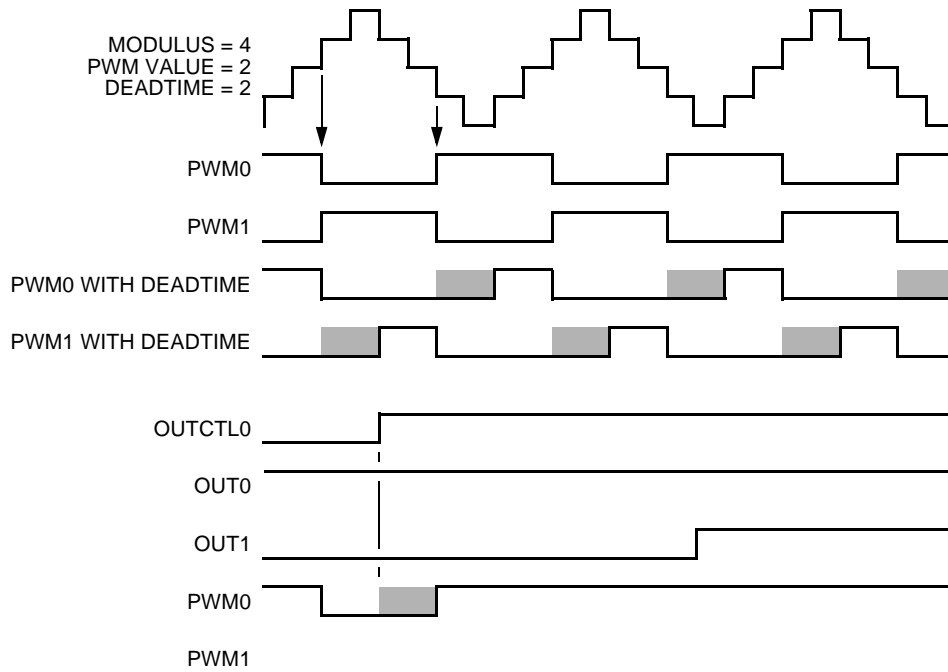 MODULUS = 4
PWM VALUE = 2
DEADTIME = 2
PWM0
PWM1
PWM0 WITH DEADTIME
PWM1 WITH DEADTIME
OUTCTL0
OUT0
OUT1
PWM0
PWM1